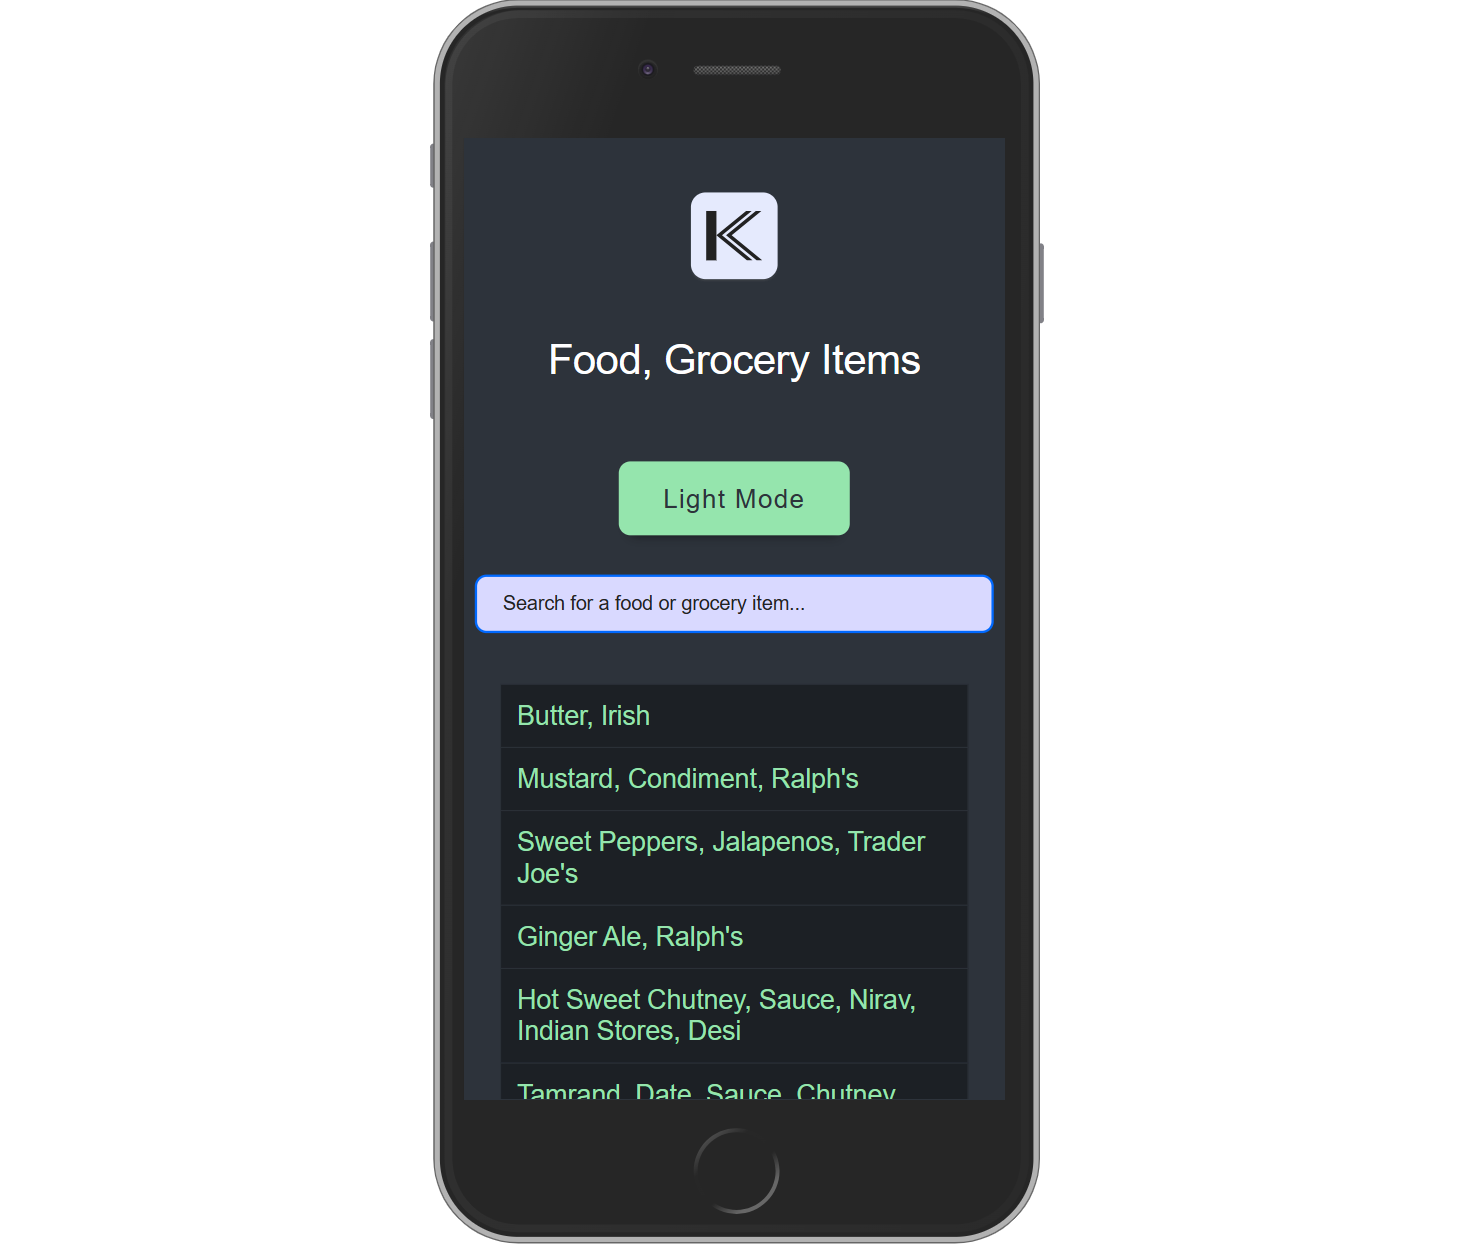 K
Food, Grocery Items
Light Mode
Search for a food or grocery item...
Butter, Irish
Mustard, Condiment, Ralph's
Sweet Peppers, Jalapenos, Trader
Joe's
Ginger Ale, Ralph's
Hot Sweet Chutney, Sauce, Nirav,
Indian Stores, Desi
Tamrand, Date, Sauce, Chutney